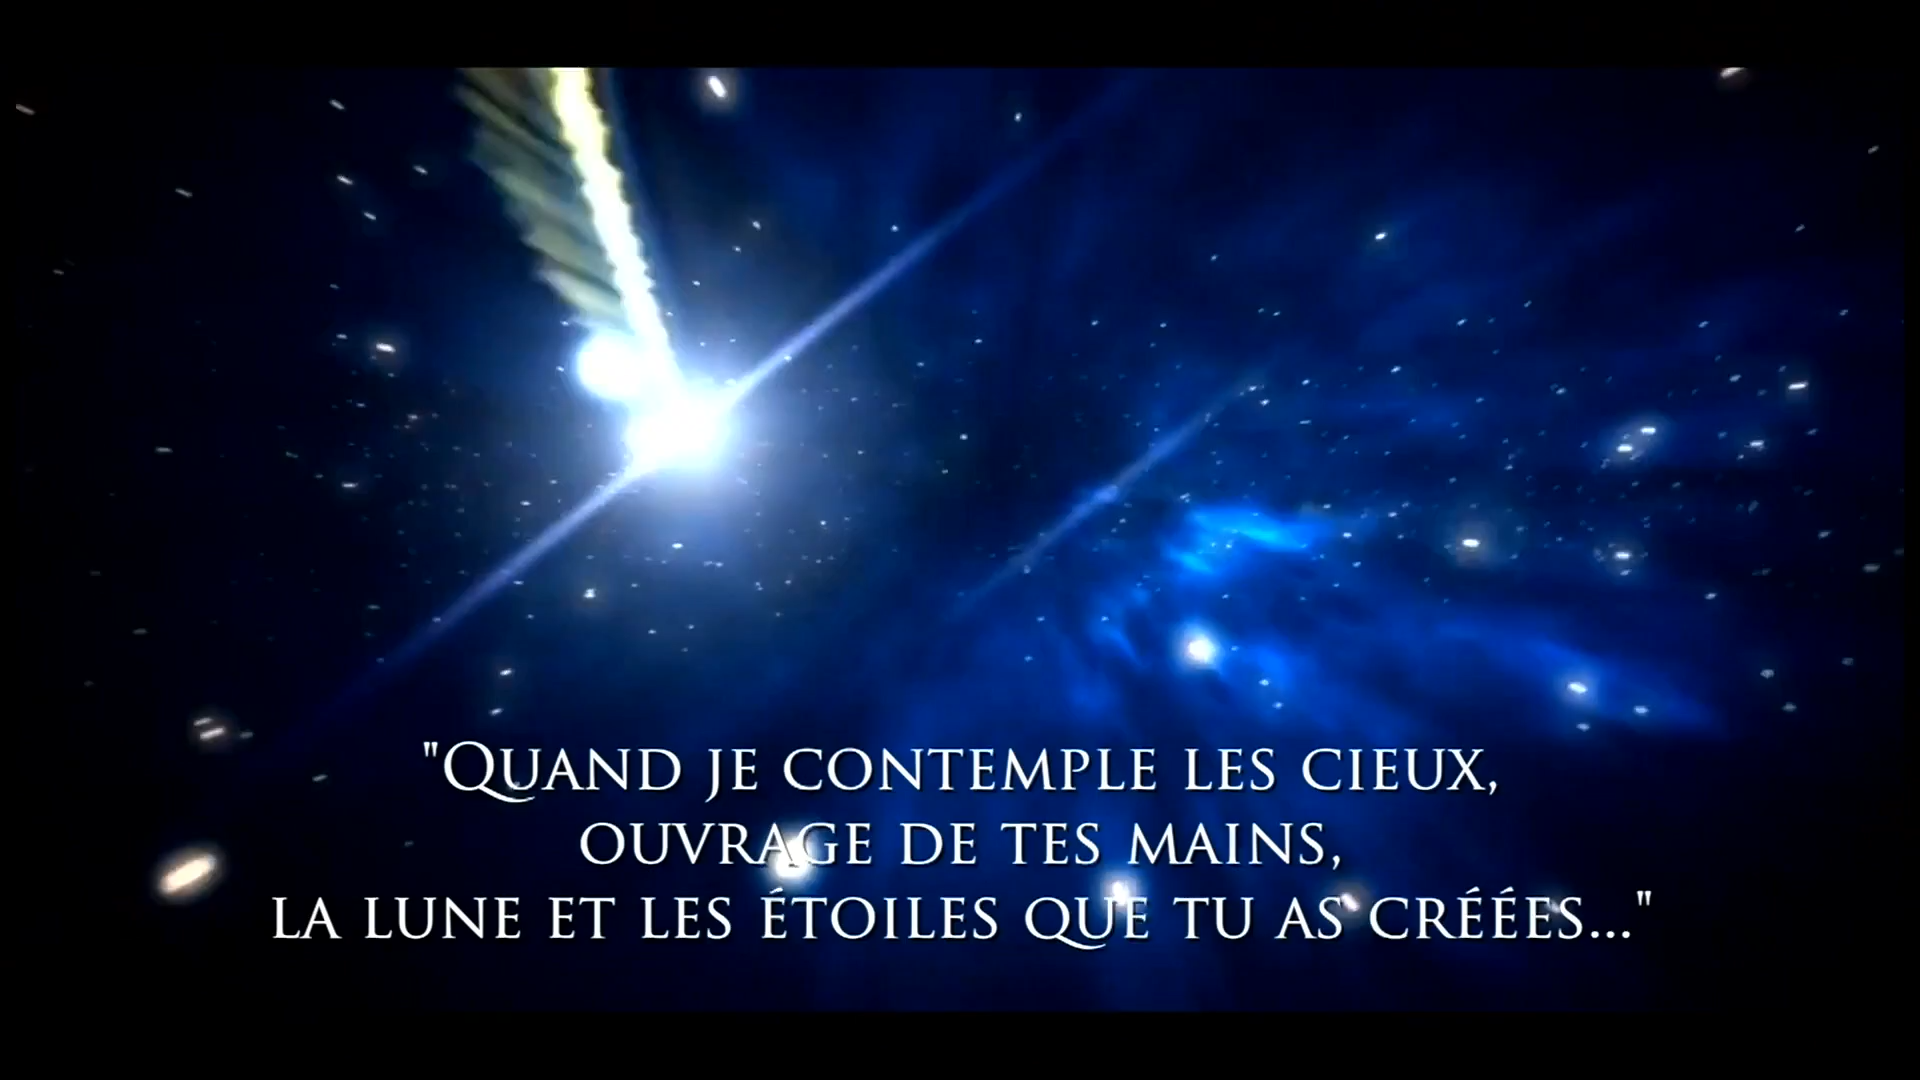 "QUAND JE CONTEMPLE LES CIEUX,
OUVRAGE DE TES MAINS,
LA LUNE ET LES ÉTOILES QUE TU AS CRÉÉES..."